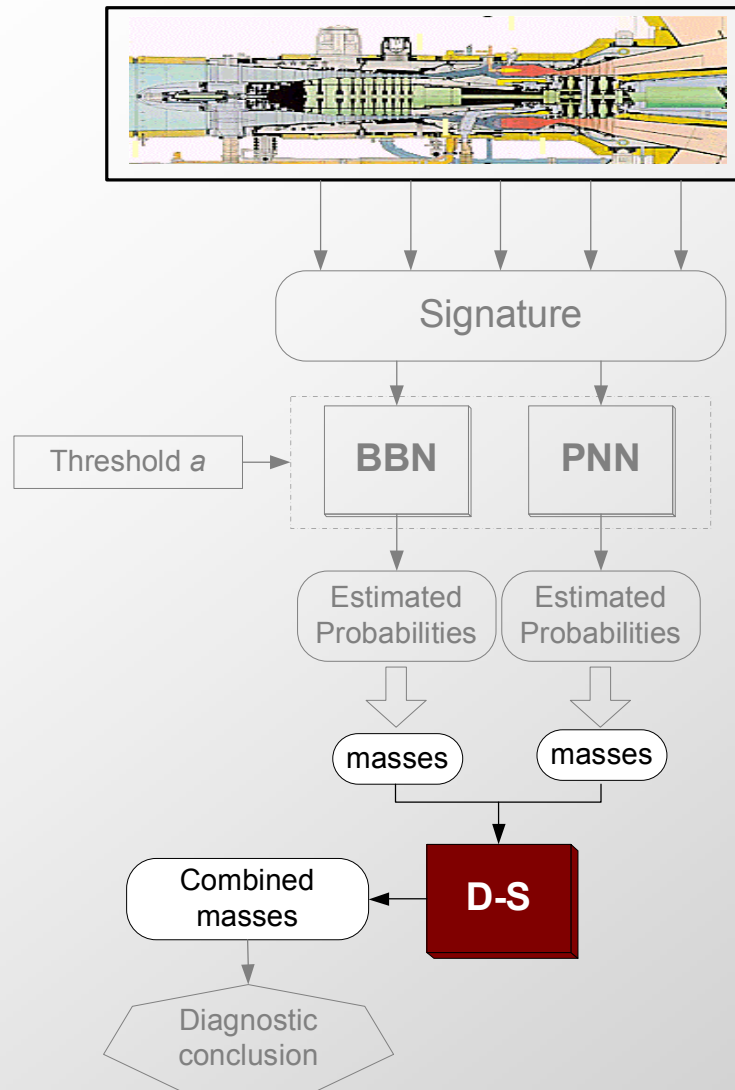 Signature
Threshold a
BBN
PNN
Estimated
Probabilities
Estimated
Probabilities
masses
masses
D-S
Combined
masses
Diagnostic
conclusion